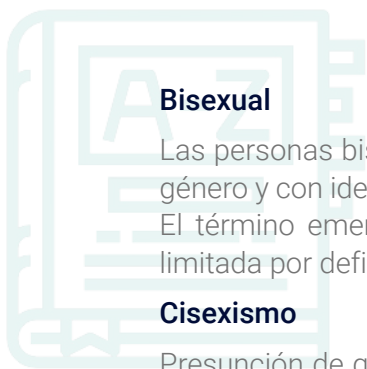 A Z
Bisexual
Las personas
género y con
El término
limitada por
Cisexismo
Presunción de